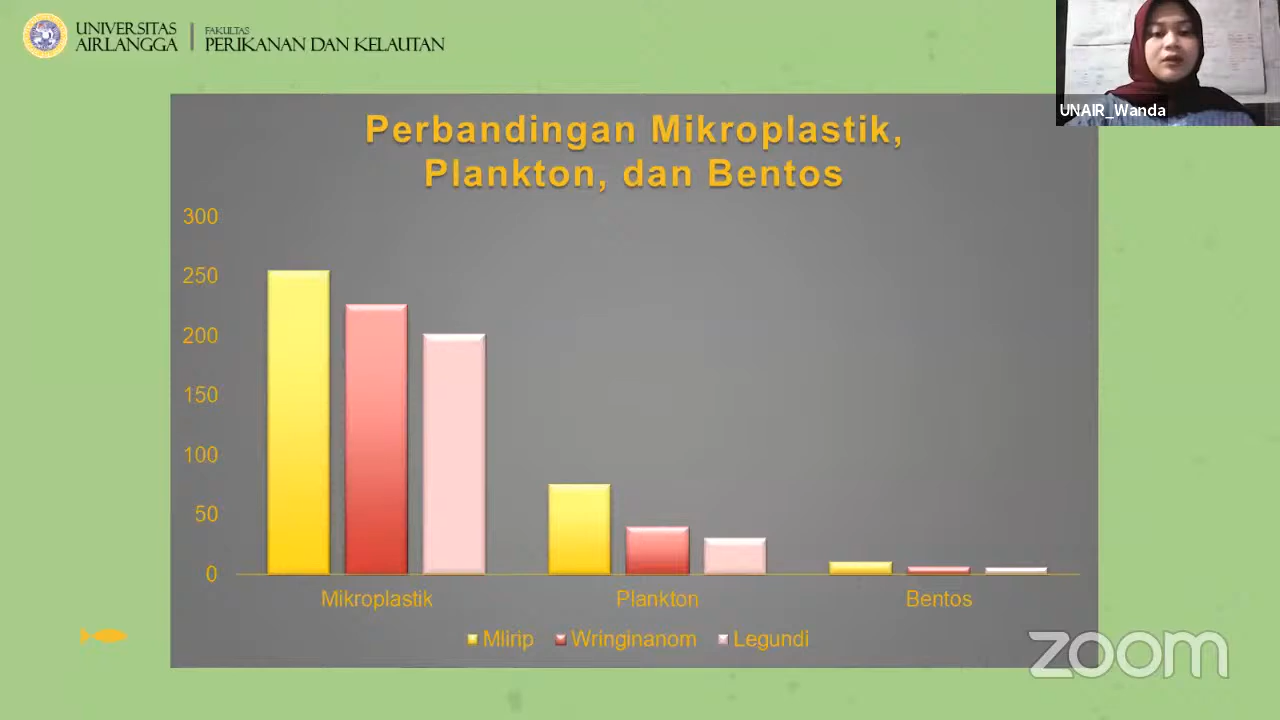 UNIVERSITAS
AIRLANGGA
FAKULTAS
PERIKANAN DAN KELAUTAN
UNAIR_Wanda
Perbandingan Mikroplastik,
Plankton, dan Bentos
300
250
200
150
100
50
0
Mikroplastik Plankton Bentos
Mlirip Wringinanom Legundi
zoom